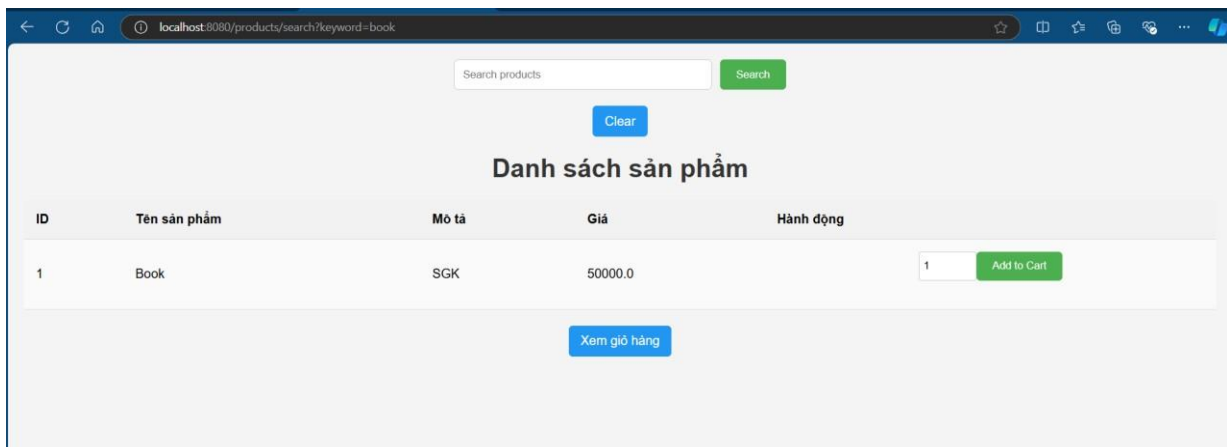 localhost:8080/products/search?keyword=book
Search products Search
Clear
Danh sách sản phẩm
ID Tên sản phẩm Mô tả Giá Hành động
1 Book SGK 50000.0 1 Add to Cart
Xem giỏ hàng